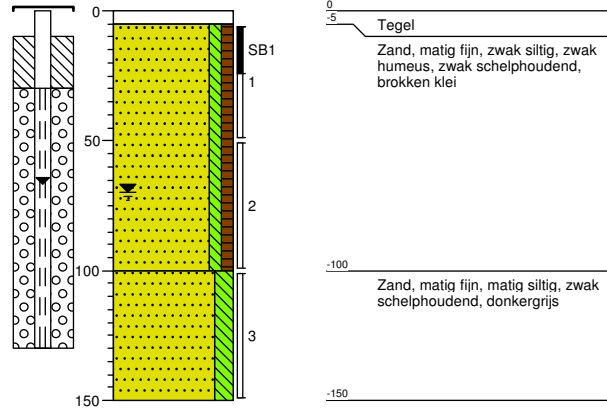 0
50
100
150
SB1
1
2
3
0
-5
Tegel
Zand, matig fijn, zwak siltig, zwak
humeus, zwak schelphoudend,
brokken klei
-100
Zand, matig fijn, matig siltig, zwak
schelphoudend, donkergrijs
-150